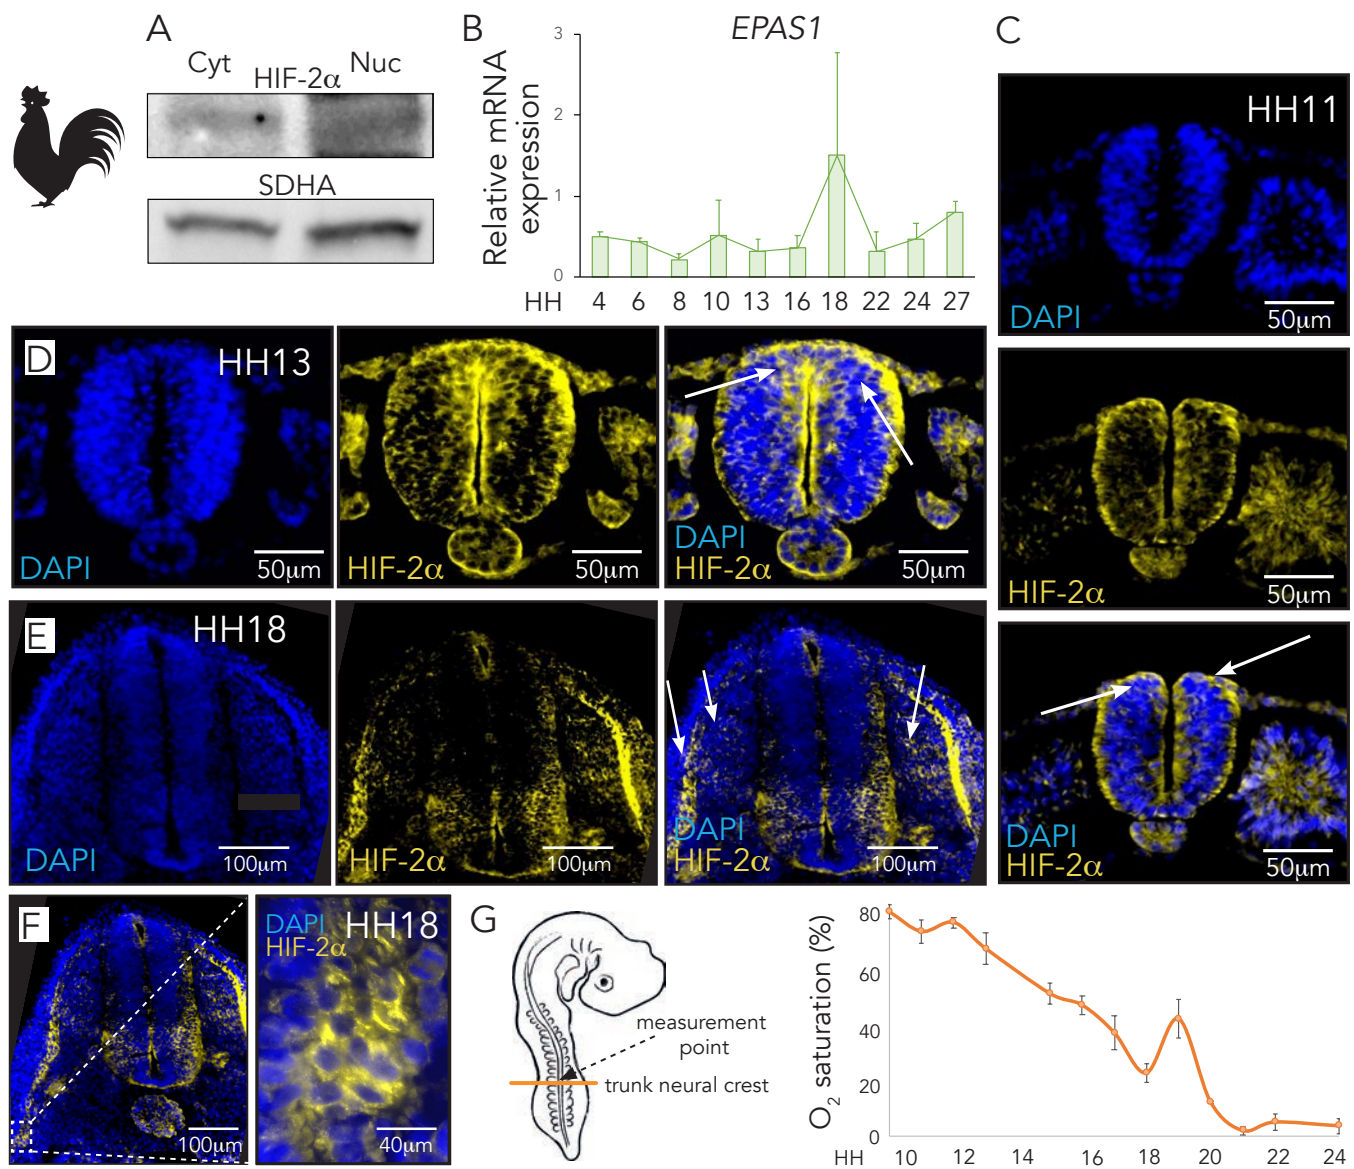 A
Cyt
HIF-2α
Nuc
SDHA
B
EPAS1
Relative mRNA
expression
3
2
1
0
HH 4 6 8 10 13 16 18 22 24 27
C
HH11
DAPI
50μm
HIF-2α
50μm
DAPI
HIF-2α
50μm
D
HH13
DAPI
50μm
HIF-2α
50μm
DAPI
HIF-2α
50μm
E
HH18
DAPI
100μm
HIF-2α
100μm
DAPI
HIF-2α
100μm
F
100μm
DAPI
HIF-2α
HH18
40μm
G
measurement
point
trunk neural crest
O2 saturation (%)
80
60
40
20
0
HH 10 12 14 16 18 20 22 24